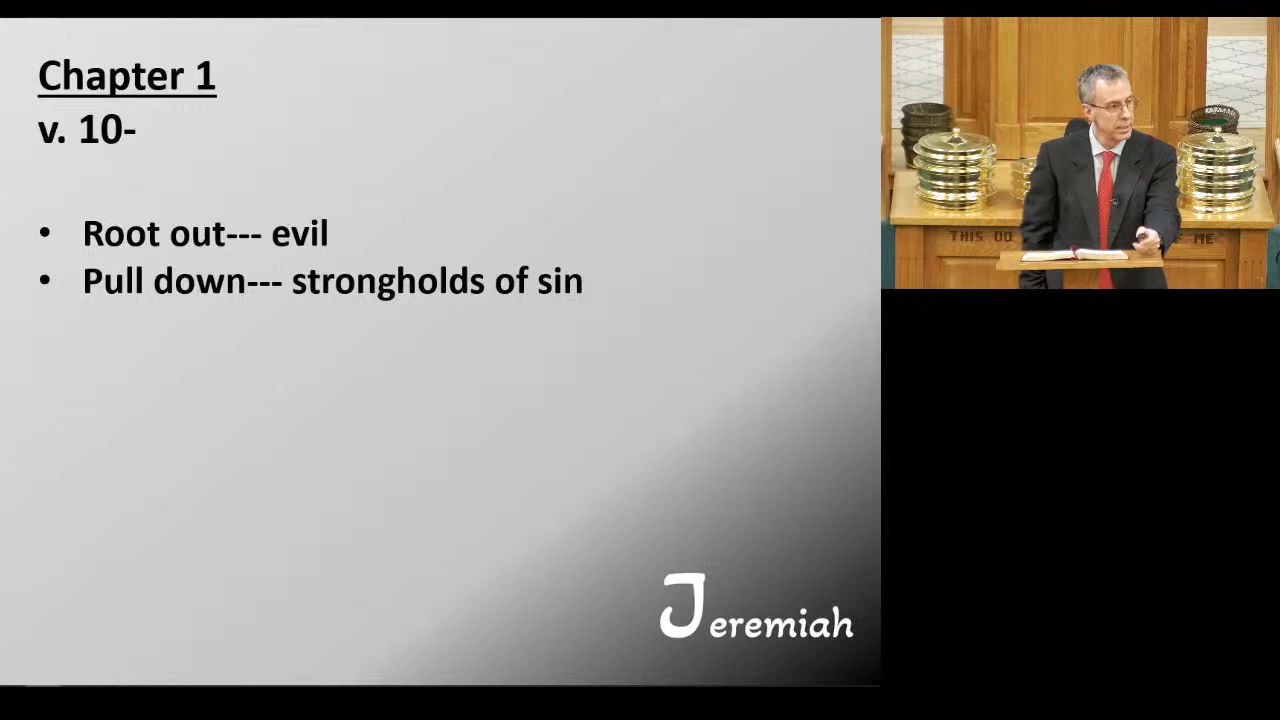 Chapter 1
v. 10-
• Root out--- evil
• Pull down--- strongholds of sin
Jeremiah
THIS DO
ME